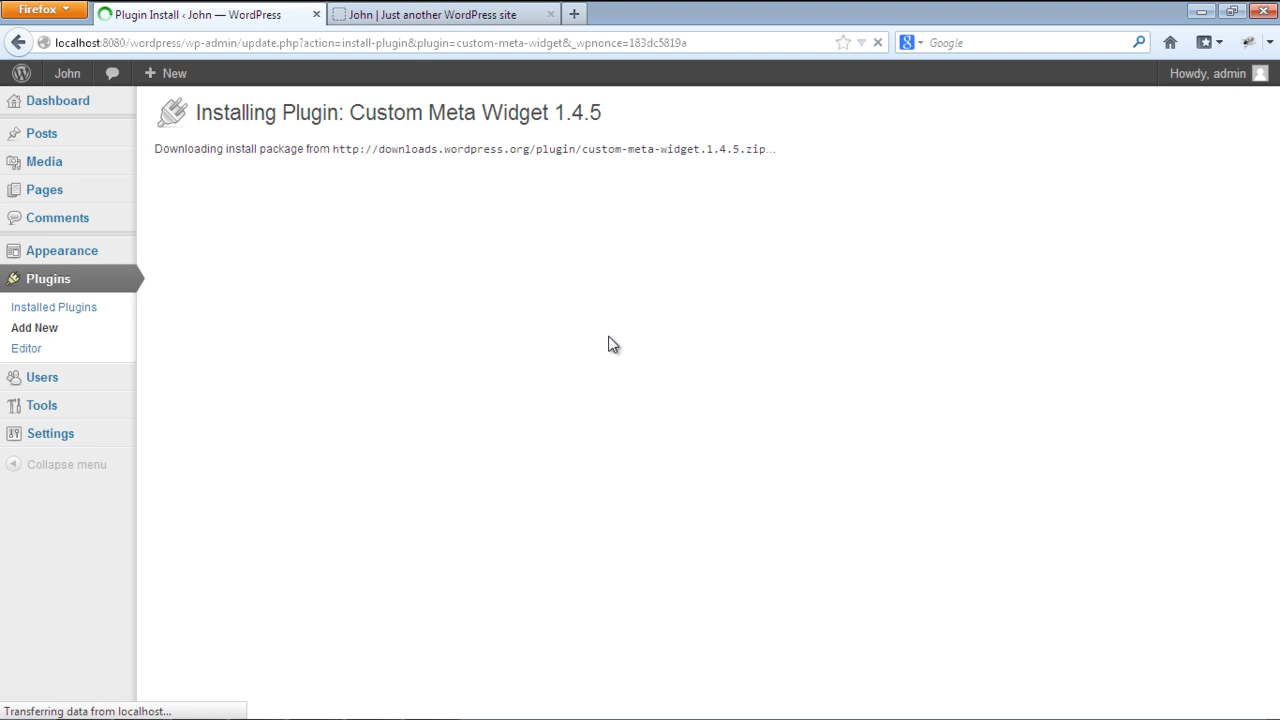 Firefox
Plugin Install ‹ John — WordPress
John | Just another WordPress site
localhost:8080/wordpress/wp-admin/update.php?action=install-plugin&plugin=custom-meta-widget&_wpnonce=183dc5819a
Google
John
New
Howdy, admin
Dashboard
Posts
Media
Pages
Comments
Appearance
Plugins
Installed Plugins
Add New
Editor
Users
Tools
Settings
Collapse menu
Installing Plugin: Custom Meta Widget 1.4.5
Downloading install package from http://downloads.wordpress.org/plugin/custom-meta-widget.1.4.5.zip…
Transferring data from localhost...